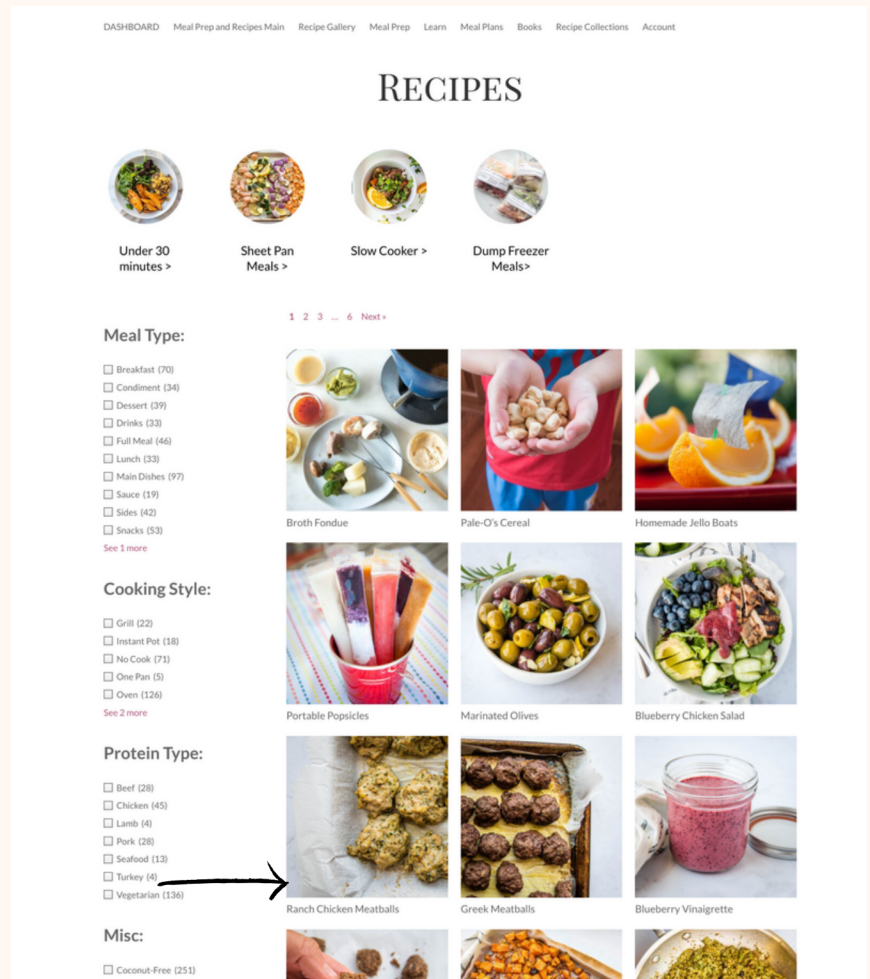 DASHBOARD Meal Prep and Recipes Main Recipe Gallery Meal Prep Learn Meal Plans Books Recipe Collections Account
RECIPES
Under 30
minutes >
Sheet Pan
Meals >
Slow Cooker >
Dump Freezer
Meals>
1 2 3 ... 6 Next »
Meal Type:
Breakfast (70)
Condiment (34)
Dessert (39)
Drinks (33)
Full Meal (46)
Lunch (33)
Main Dishes (97)
Sauce (19)
Sides (42)
Snacks (53)
See 1 more
Cooking Style:
Grill (22)
Instant Pot (18)
No Cook (71)
One Pan (5)
Oven (126)
See 2 more
Protein Type:
Beef (28)
Chicken (45)
Lamb (4)
Pork (28)
Seafood (13)
Turkey (4)
Vegetarian (136)
Misc:
Coconut-Free (251)
Broth Fondue
Pale-O's Cereal
Homemade Jello Boats
Portable Popsicles
Marinated Olives
Blueberry Chicken Salad
Ranch Chicken Meatballs
Greek Meatballs
Blueberry Vinaigrette